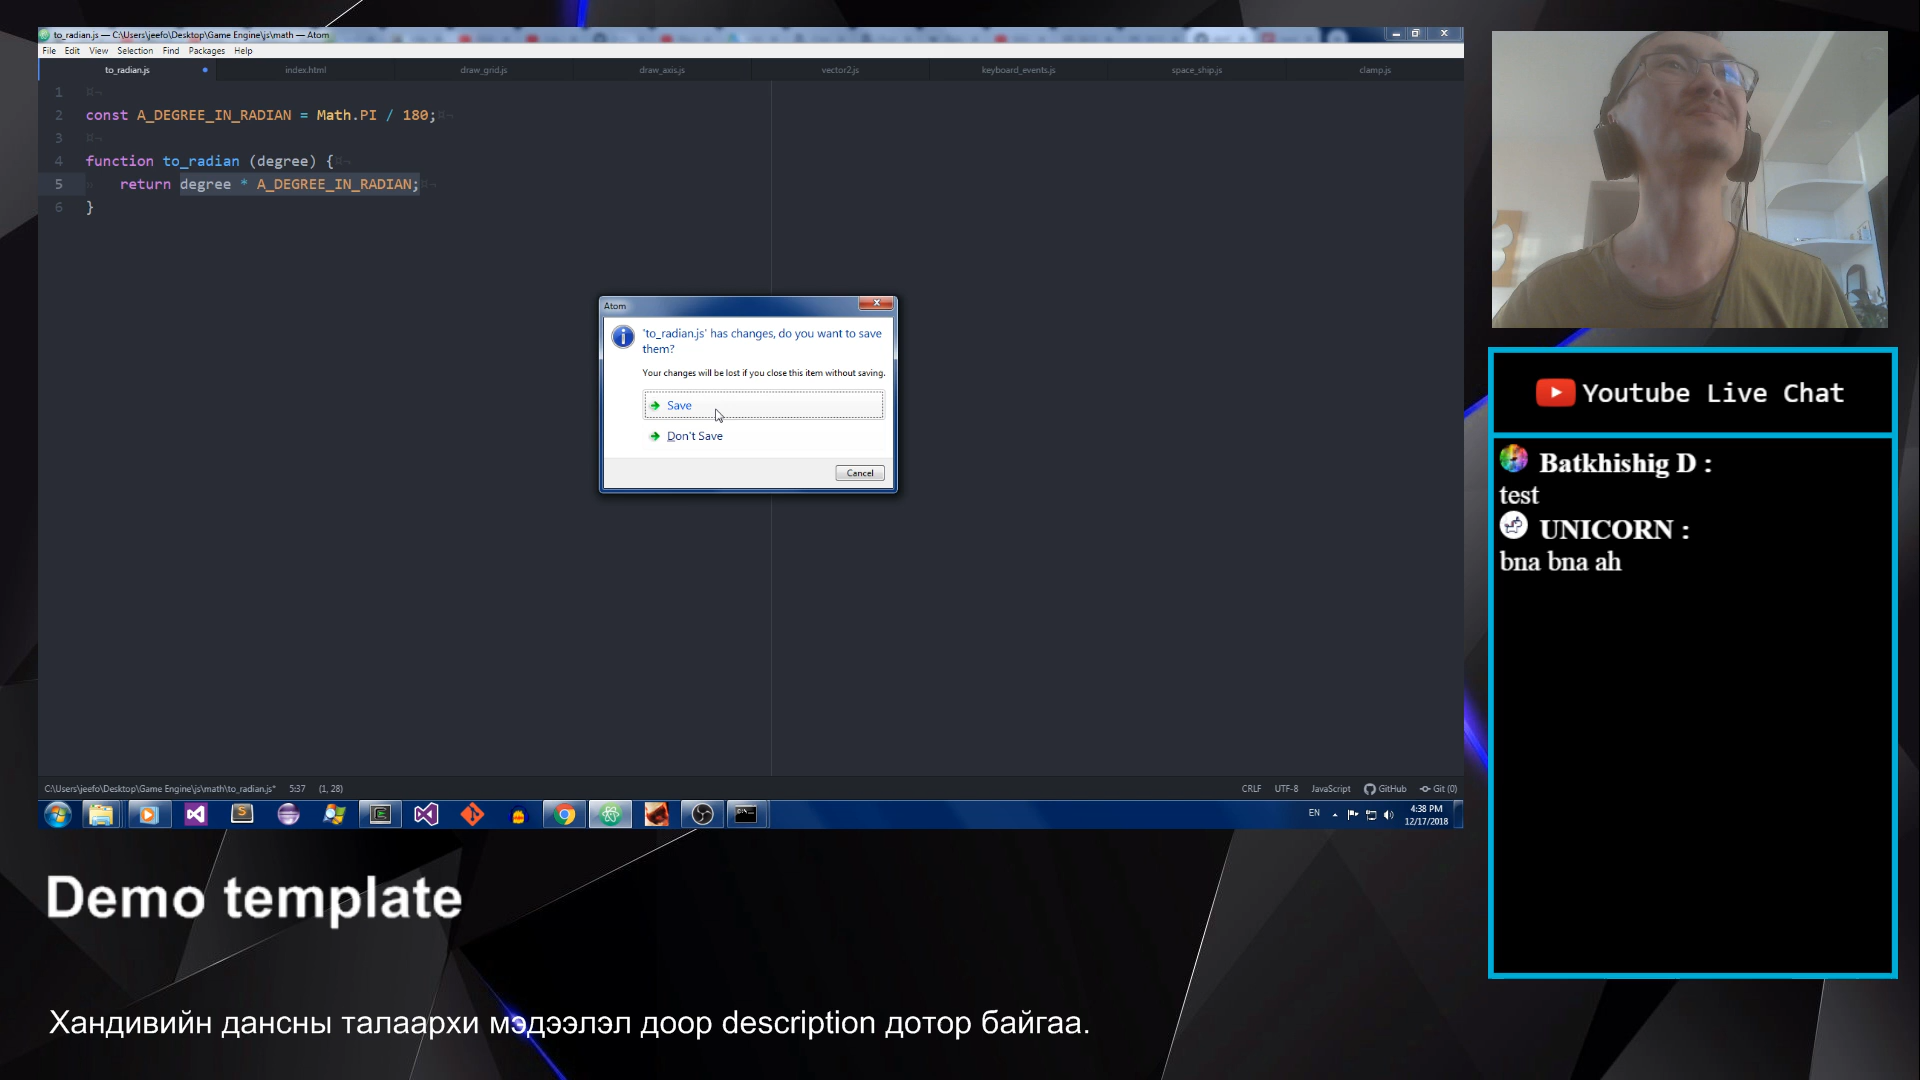 to_radian.js — C:\Users\jeefo\Desktop\Game Engine\js\math — Atom
File Edit View Selection Find Packages Help
to_radian.js index.html draw_grid.js draw_axis.js vector2.js keyboard_events.js space_ship.js clamp.js
1
2 const A_DEGREE_IN_RADIAN = Math.PI / 180;
3
4 function to_radian (degree) {
5 return degree * A_DEGREE_IN_RADIAN;
6 }
Atom
'to_radian.js' has changes, do you want to save
them?
Your changes will be lost if you close this item without saving.
Save
Don't Save
Cancel
C:\Users\jeefo\Desktop\Game Engine\js\math\to_radian.js* 5:37 (1, 28)
CRLF UTF-8 JavaScript GitHub Git (0)
EN
4:38 PM
12/17/2018
Youtube Live Chat
Batkhishig D :
test
UNICORN :
bna bna ah
Demo template
Хандивийн дансны талаархи мэдээлэл доор description дотор байгаа.